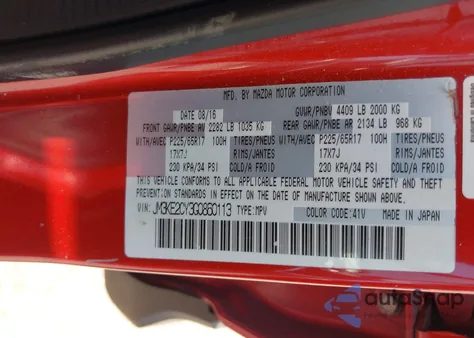 MFD. BY MAZDA MOTOR CORPORATION
DATE 08/16 GVWR/PNBV 4409 LB 2000 KG
FRONT GAWR/PNBE AV 2282 LB 1035 KG REAR GAWR/PNBE AR 2134 LB 968 KG
WITH/AVEC P225/65R17 100H TIRES/PNEUS WITH/AVEC P225/65R17 100H TIRES/PNEUS
17X7J RIMS/JANTES 17X7J RIMS/JANTES
230 KPA/34 PSI COLD/A FROID 230 KPA/34 PSI COLD/A FROID
THIS VEHICLE CONFORMS TO ALL APPLICABLE FEDERAL MOTOR VEHICLE SAFETY AND THEFT
PREVENTION STANDARDS IN EFFECT ON THE DATE OF MANUFACTURE SHOWN ABOVE.
VIN: JM3KE2CY3G0860113 TYPE:MPV COLOR CODE:41V MADE IN JAPAN
autosnap